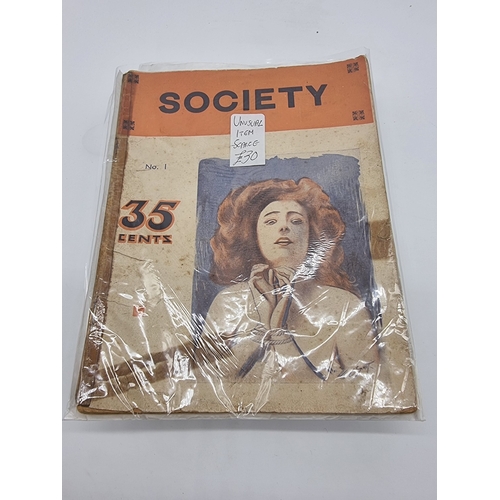 SOCIETY
UNUSUAL
ITEM
SCARCE
£30
No. 1
35
CENTS